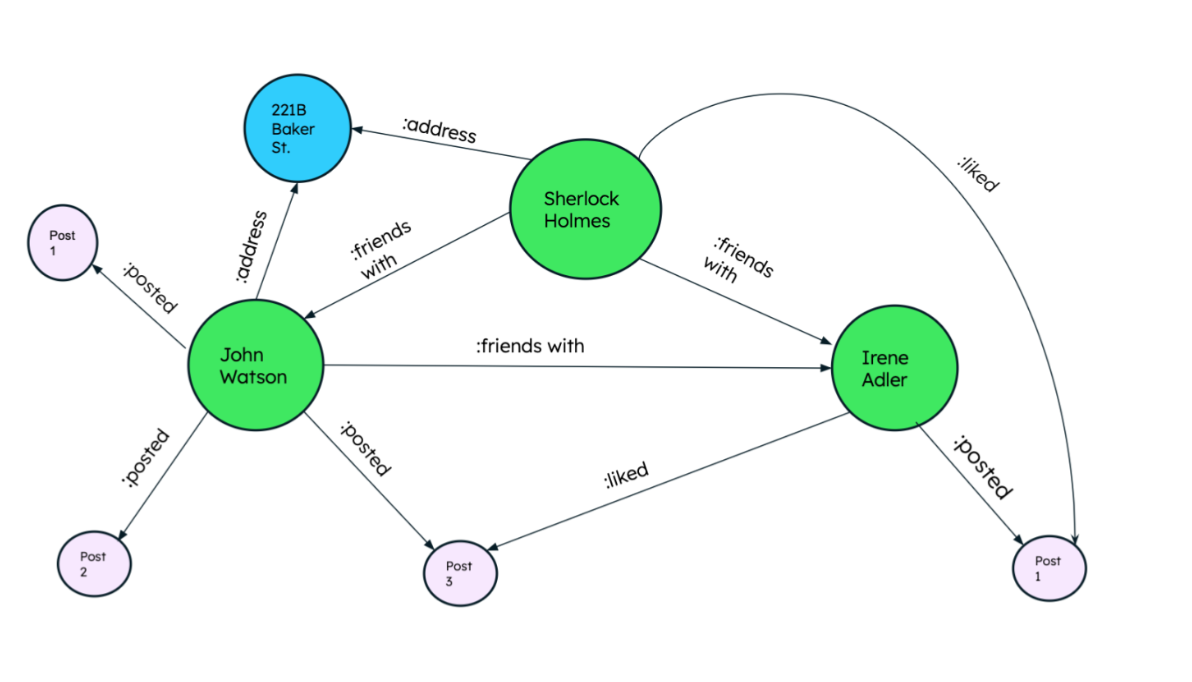 221B
Baker
St.
:address
:liked
Sherlock
Holmes
Post
1
:address
:friends
with
:friends
with
:posted
John
Watson
:friends with
Irene
Adler
:posted
:posted
:liked
:posted
Post
2
Post
3
Post
1